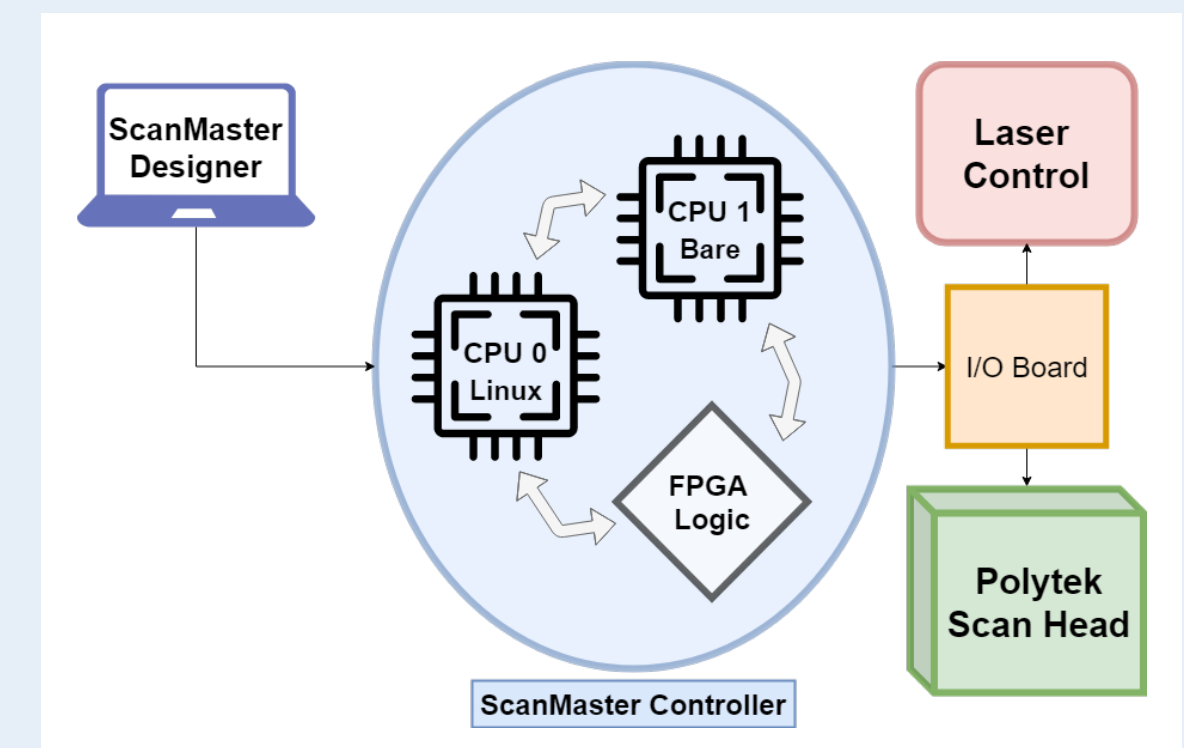 ScanMaster
Designer
CPU 1
Bare
CPU 0
Linux
FPGA
Logic
ScanMaster Controller
Laser
Control
I/O Board
Polytek
Scan Head